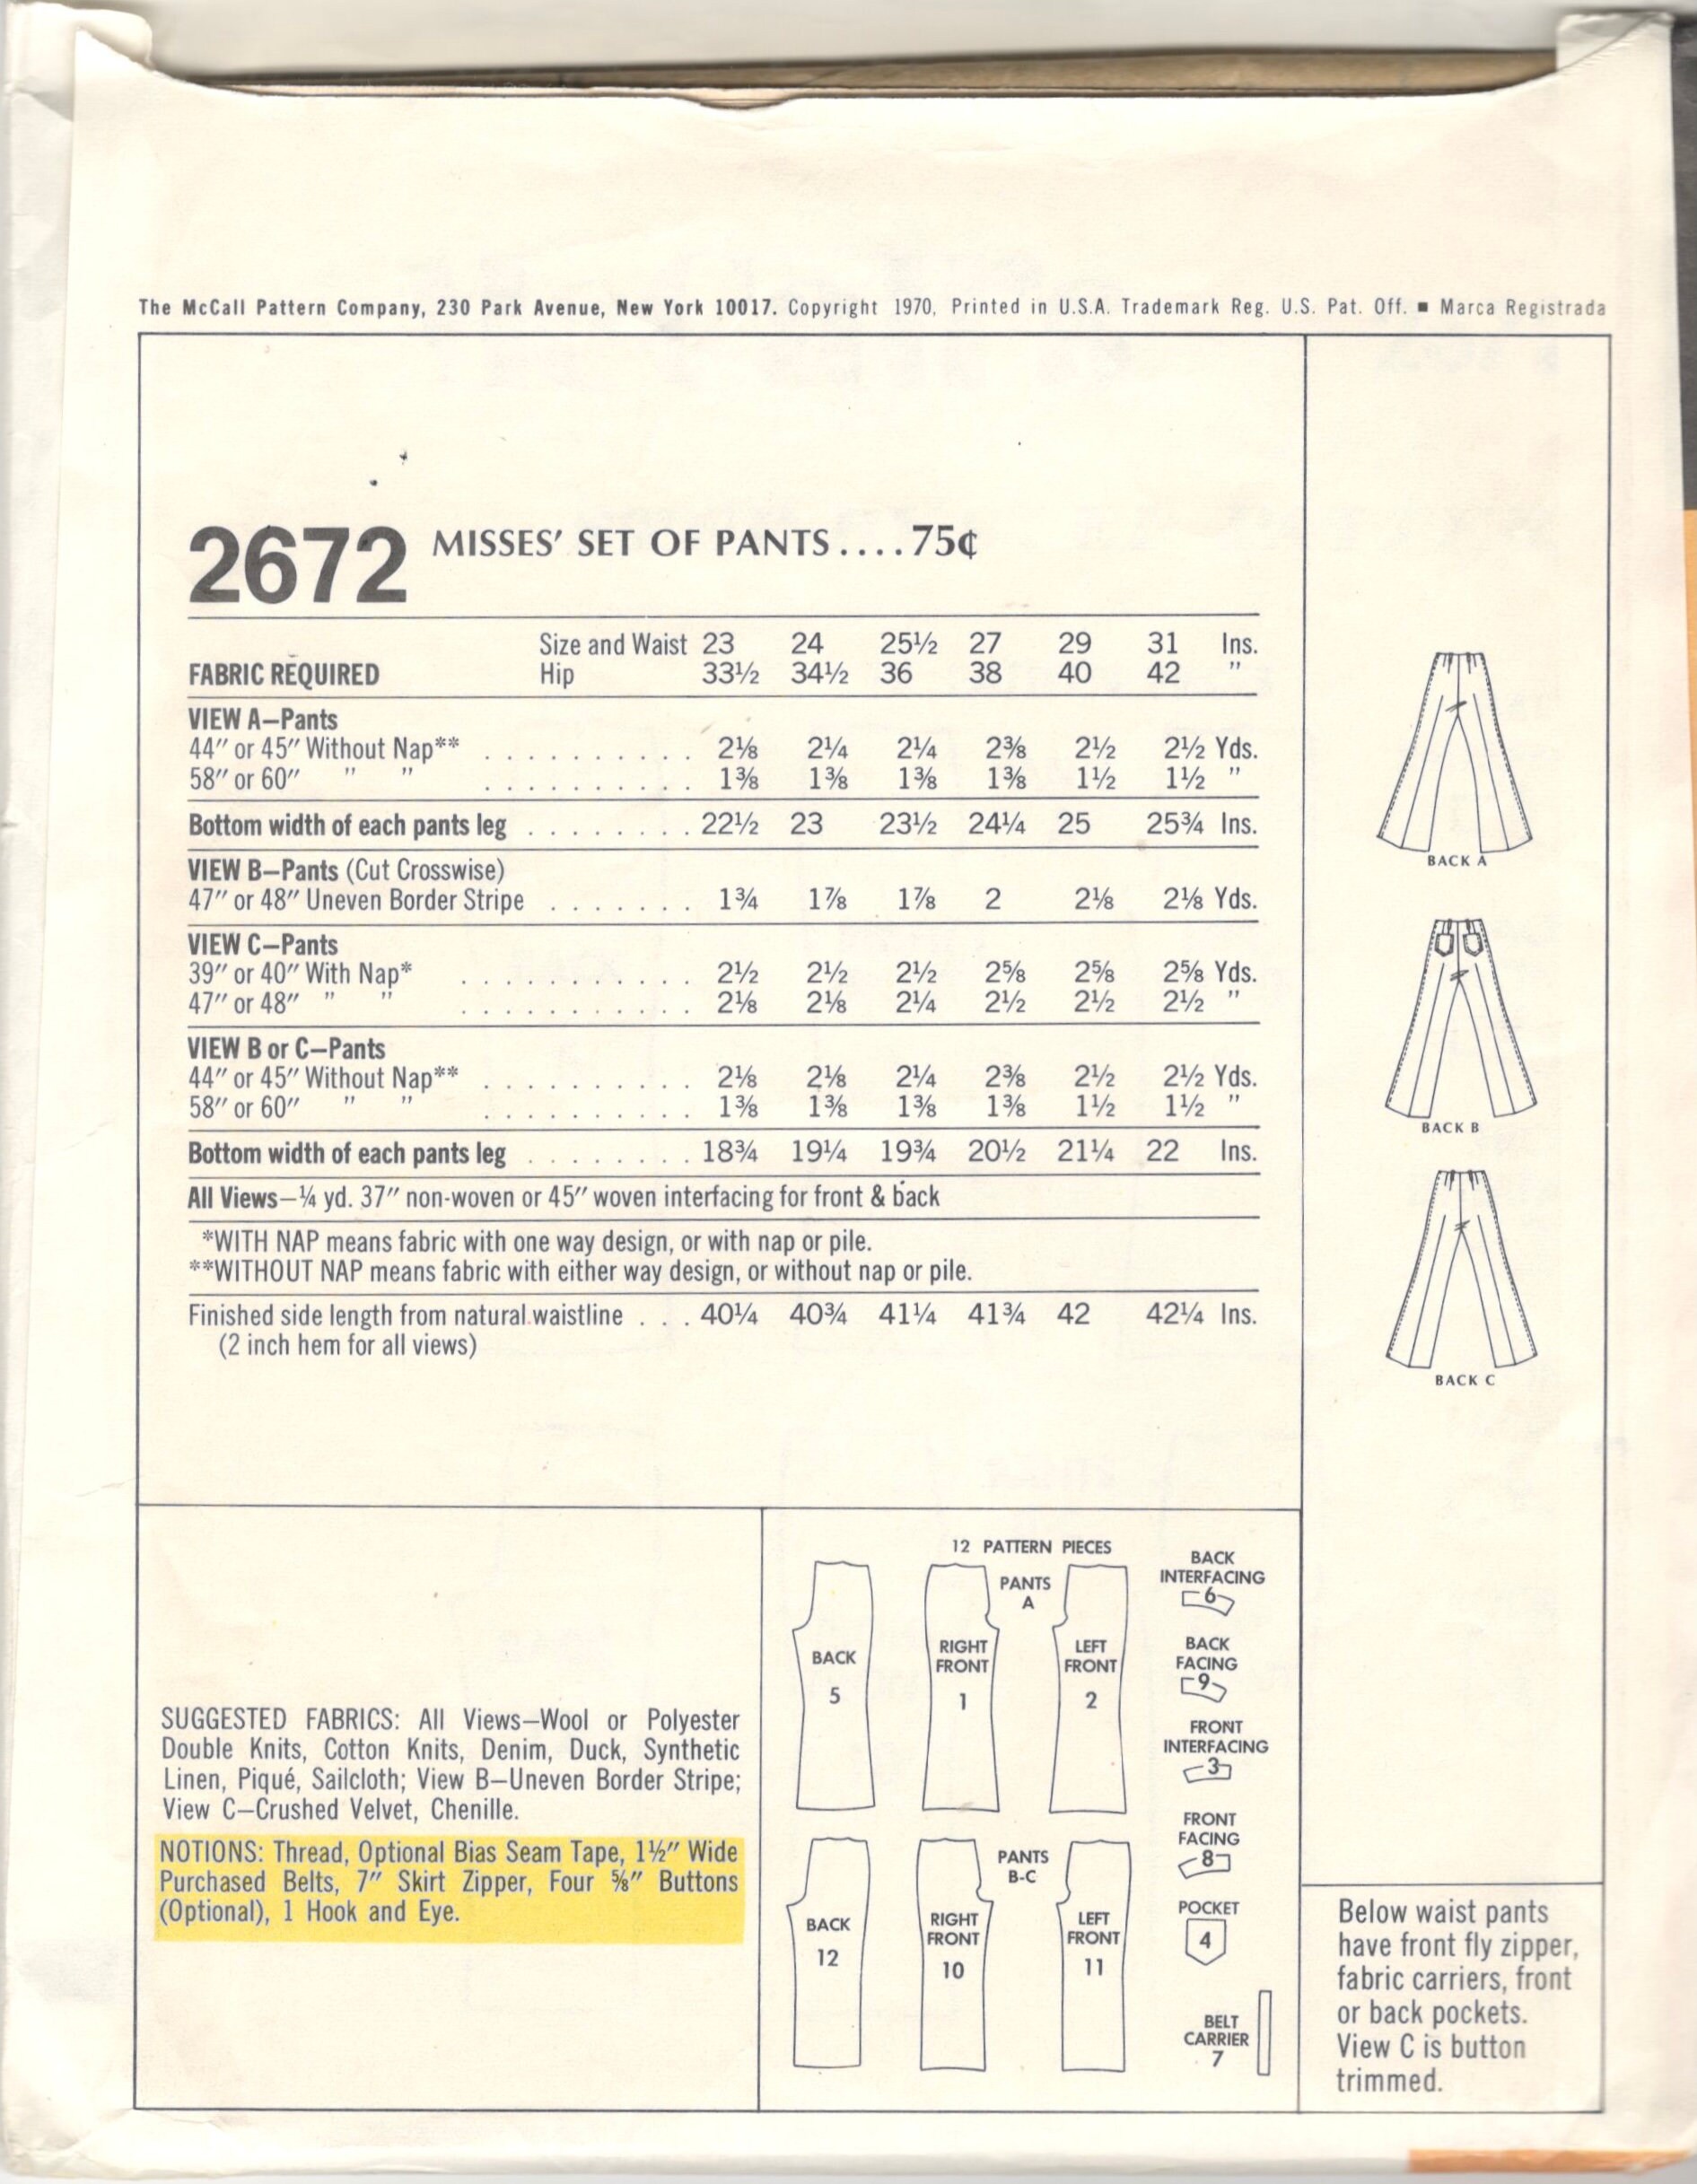 The McCall Pattern Company, 230 Park Avenue, New York 10017. Copyright 1970, Printed in U.S.A. Trademark Reg. U.S. Pat. Off. ■ Marca Registrada
2672 MISSES' SET OF PANTS....75¢
Size and Waist 23 24 25½ 27 29 31 Ins.
FABRIC REQUIRED Hip 33½ 34½ 36 38 40 42 "
VIEW A—Pants
44" or 45" Without Nap** . . . . . . . . . . 2⅛ 2¼ 2¼ 2⅜ 2½ 2½ Yds.
58" or 60" " " . . . . . . . . . . 1⅜ 1⅜ 1⅜ 1⅜ 1½ 1½ "
Bottom width of each pants leg . . . . . . . . 22½ 23 23½ 24¼ 25 25¾ Ins.
VIEW B—Pants (Cut Crosswise)
47" or 48" Uneven Border Stripe . . . . . . . 1¾ 1⅞ 1⅞ 2 2⅛ 2⅛ Yds.
VIEW C—Pants
39" or 40" With Nap* . . . . . . . . . . . 2½ 2½ 2½ 2⅝ 2⅝ 2⅝ Yds.
47" or 48" " " . . . . . . . . . . . 2⅛ 2⅛ 2¼ 2½ 2½ 2½ "
VIEW B or C—Pants
44" or 45" Without Nap** . . . . . . . . . . 2⅛ 2⅛ 2¼ 2⅜ 2½ 2½ Yds.
58" or 60" " " . . . . . . . . . . 1⅜ 1⅜ 1⅜ 1⅜ 1½ 1½ "
Bottom width of each pants leg . . . . . . . . 18¾ 19¼ 19¾ 20½ 21¼ 22 Ins.
All Views—¼ yd. 37" non-woven or 45" woven interfacing for front & back
*WITH NAP means fabric with one way design, or with nap or pile.
**WITHOUT NAP means fabric with either way design, or without nap or pile.
Finished side length from natural waistline . . . 40¼ 40¾ 41¼ 41¾ 42 42¼ Ins.
(2 inch hem for all views)
BACK A
BACK B
BACK C
SUGGESTED FABRICS: All Views—Wool or Polyester
Double Knits, Cotton Knits, Denim, Duck, Synthetic
Linen, Piqué, Sailcloth; View B—Uneven Border Stripe;
View C—Crushed Velvet, Chenille.
NOTIONS: Thread, Optional Bias Seam Tape, 1½" Wide
Purchased Belts, 7" Skirt Zipper, Four ⅝" Buttons
(Optional), 1 Hook and Eye.
12 PATTERN PIECES
PANTS
A
BACK
5
RIGHT
FRONT
1
LEFT
FRONT
2
PANTS
B-C
BACK
12
RIGHT
FRONT
10
LEFT
FRONT
11
BACK
INTERFACING
6
BACK
FACING
9
FRONT
INTERFACING
3
FRONT
FACING
8
POCKET
4
BELT
CARRIER
7
Below waist pants
have front fly zipper,
fabric carriers, front
or back pockets.
View C is button
trimmed.